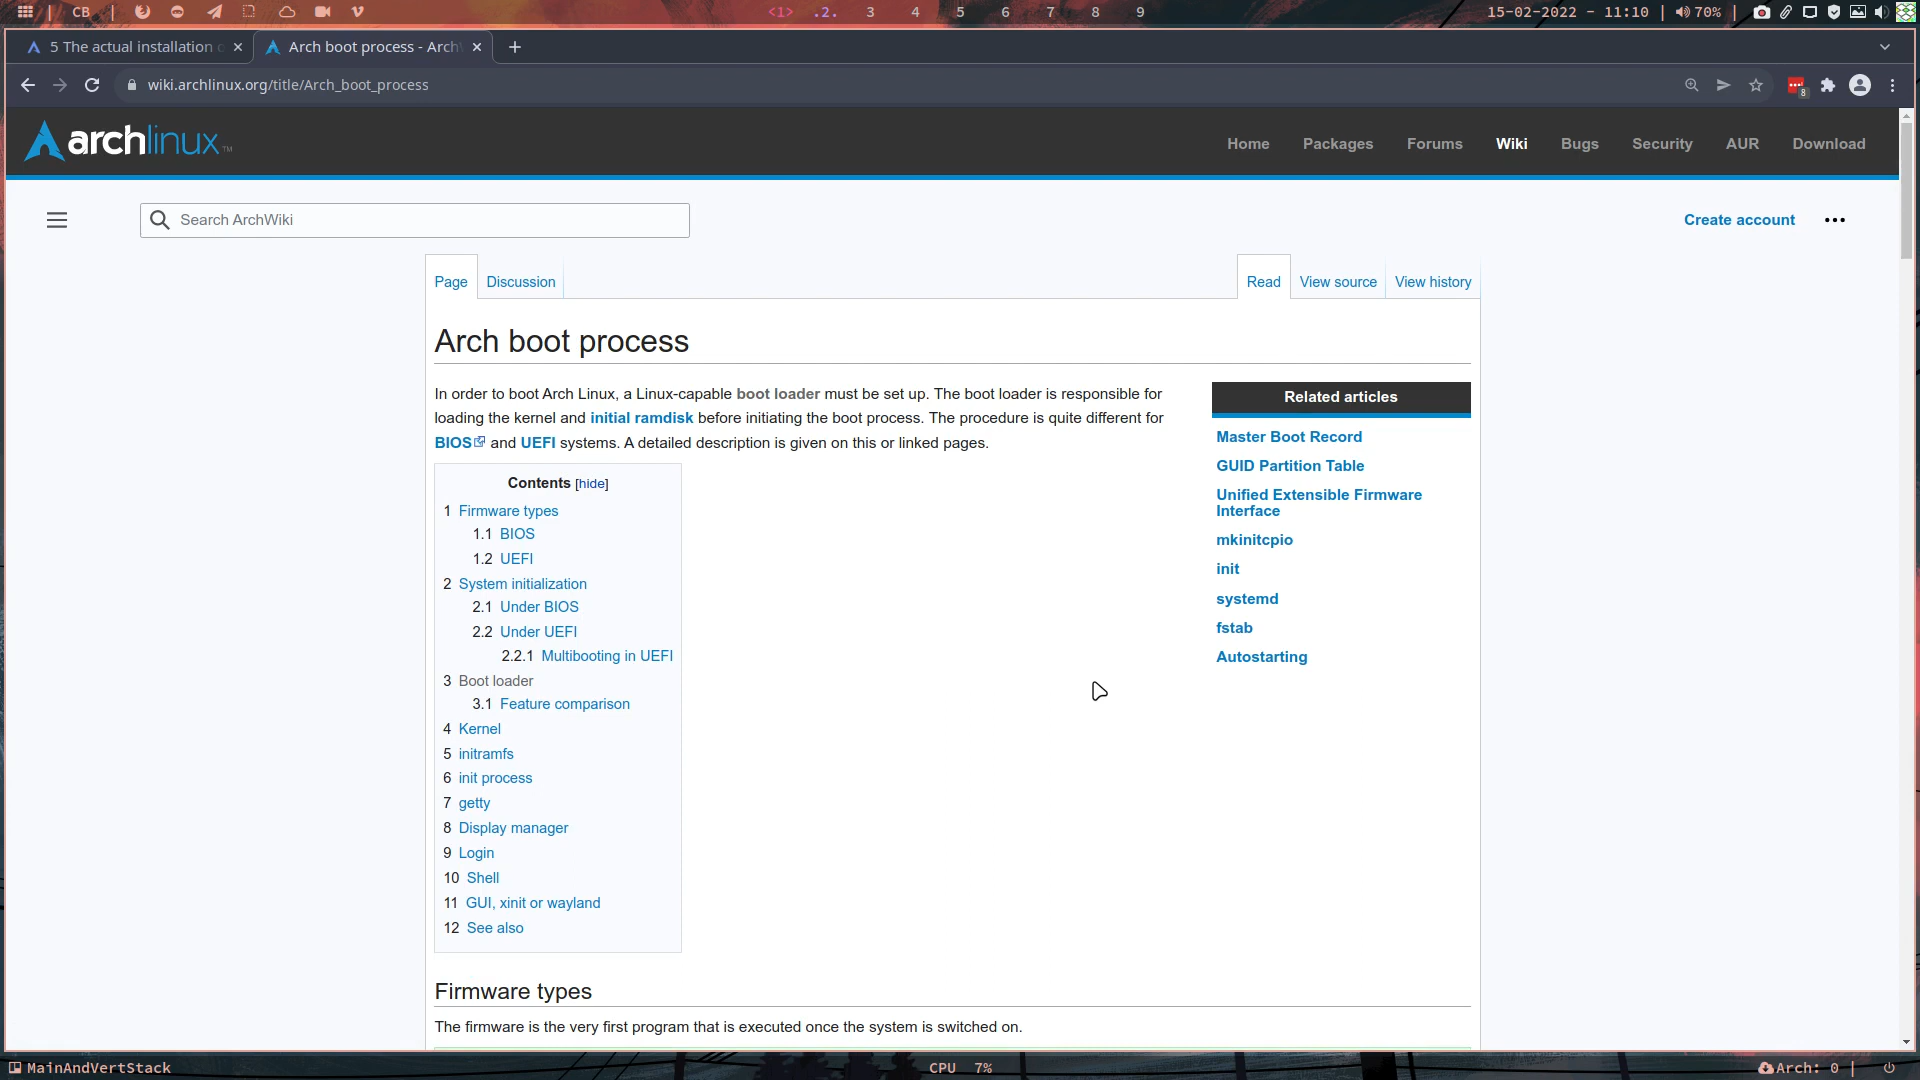 CB
<1> .2. 3 4 5 6 7 8 9
15-02-2022 - 11:10 | 70% |
5 The actual installation
Arch boot process - Arch
wiki.archlinux.org/title/Arch_boot_process
8
archlinux™
Home Packages Forums Wiki Bugs Security AUR Download
Search ArchWiki
Create account
Page Discussion Read View source View history
Arch boot process
In order to boot Arch Linux, a Linux-capable boot loader must be set up. The boot loader is responsible for
loading the kernel and initial ramdisk before initiating the boot process. The procedure is quite different for
BIOS and UEFI systems. A detailed description is given on this or linked pages.
Related articles
Master Boot Record
GUID Partition Table
Unified Extensible Firmware
Interface
mkinitcpio
init
systemd
fstab
Autostarting
Contents [hide]
1 Firmware types
1.1 BIOS
1.2 UEFI
2 System initialization
2.1 Under BIOS
2.2 Under UEFI
2.2.1 Multibooting in UEFI
3 Boot loader
3.1 Feature comparison
4 Kernel
5 initramfs
6 init process
7 getty
8 Display manager
9 Login
10 Shell
11 GUI, xinit or wayland
12 See also
Firmware types
The firmware is the very first program that is executed once the system is switched on.
MainAndVertStack
CPU 7%
Arch: 0 |